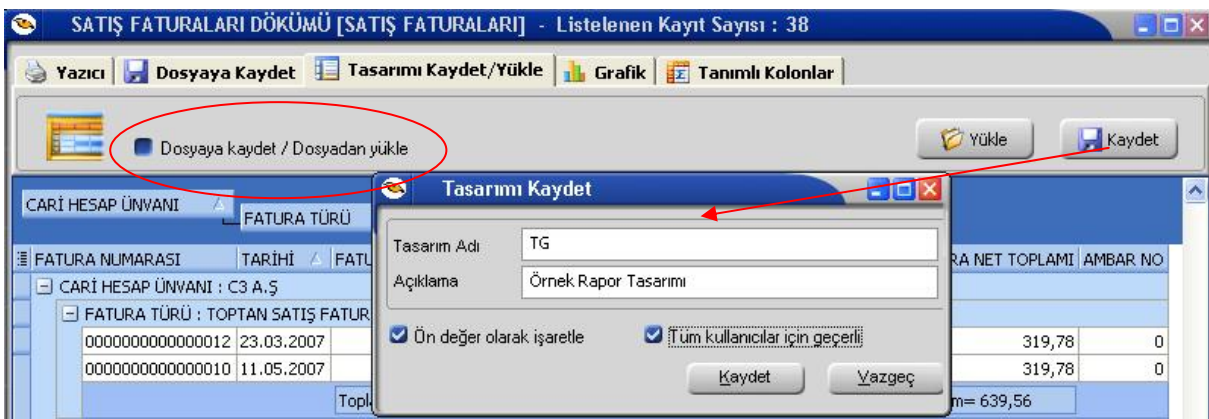 SATIŞ FATURALARI DÖKÜMÜ [SATIŞ FATURALARI] - Listelenen Kayıt Sayısı : 38
Yazıcı Dosyaya Kaydet Tasarımı Kaydet/Yükle Grafik Tanımlı Kolonlar
Dosyaya kaydet / Dosyadan yükle Yükle Kaydet
CARİ HESAP ÜNVANI
FATURA TÜRÜ
FATURA NUMARASI TARİHİ FATU RA NET TOPLAMI AMBAR NO
CARİ HESAP ÜNVANI : C3 A.Ş
FATURA TÜRÜ : TOPTAN SATIŞ FATUR
0000000000000012 23.03.2007 319,78 0
0000000000000010 11.05.2007 319,78 0
Topl m= 639,56
Tasarımı Kaydet
Tasarım Adı TG
Açıklama Örnek Rapor Tasarımı
Ön değer olarak işaretle Tüm kullanıcılar için geçerli
Kaydet Vazgeç